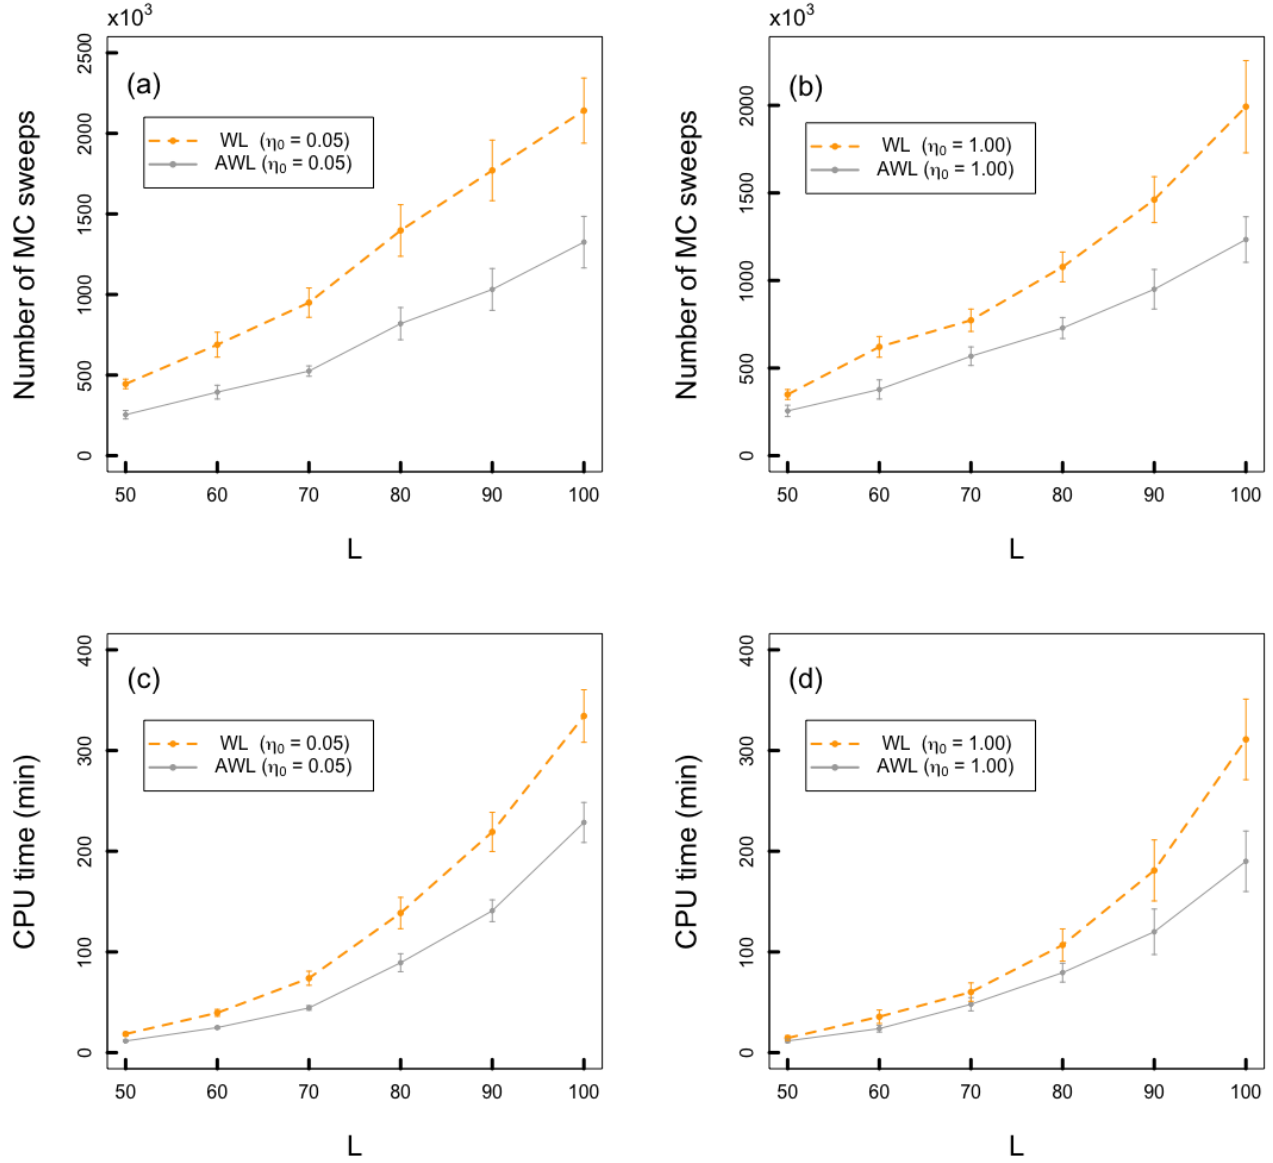 x10³
(a)
WL (η₀ = 0.05)
AWL (η₀ = 0.05)
Number of MC sweeps
0
500
1000
1500
2000
2500
50 60 70 80 90 100
L
x10³
(b)
WL (η₀ = 1.00)
AWL (η₀ = 1.00)
Number of MC sweeps
0
500
1000
1500
2000
50 60 70 80 90 100
L
(c)
WL (η₀ = 0.05)
AWL (η₀ = 0.05)
CPU time (min)
0
100
200
300
400
50 60 70 80 90 100
L
(d)
WL (η₀ = 1.00)
AWL (η₀ = 1.00)
CPU time (min)
0
100
200
300
400
50 60 70 80 90 100
L